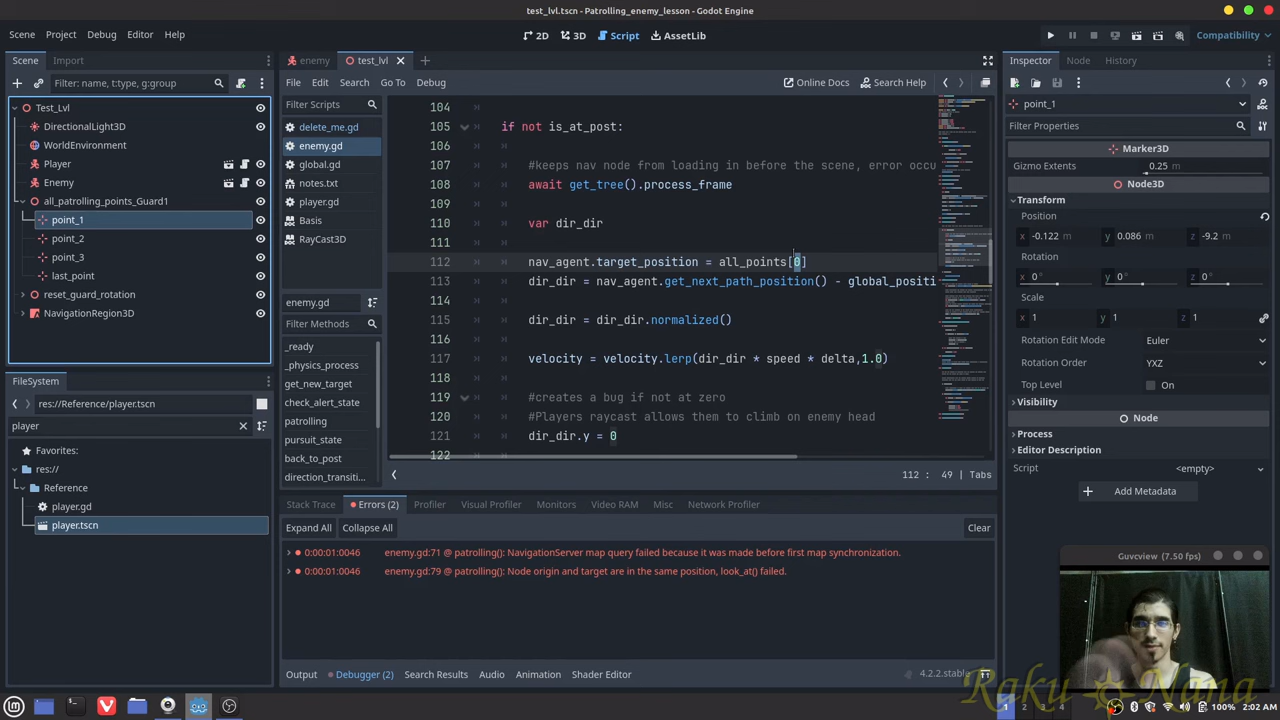 test_lvl.tscn - Patrolling_enemy_lesson - Godot Engine
Scene Project Debug Editor Help
2D 3D Script AssetLib
Compatibility
Scene Import
Filter: name, t:type, g:group
Test_Lvl
DirectionalLight3D
WorldEnvironment
Player
Enemy
point_1
point_2
point_3
last_point
reset_guard_position
NavigationRegion3D
FileSystem
res://Reference/player.tscn
player
Favorites:
res://
Reference
player.gd
player.tscn
enemy test_lvl
File Edit Search Go To Debug
Online Docs Search Help
Filter Scripts
delete_me.gd
enemy.gd
global.gd
player.gd
Basis
RayCast3D
enemy.gd
Filter Methods
_ready
_physics_process
get_new_target
check_alert_state
patrolling
pursuit_state
back_to_post
direction_transiti...
104
105 if not is_at_post:
106
107 #Keeps nav node from going in before the scene(error occu
108 await get_tree().process_frame
109
110 var dir_dir
111
112 nav_agent.target_position = all_points[0]
113 dir_dir = nav_agent.get_next_path_position() - global_positi
114
115 dir_dir = dir_dir.normalized()
116
117 velocity = velocity.lerp(dir_dir * speed * delta,1.0)
118
119 #Creates a bug if not at zero
120 #Players raycast allows them to climb on enemy head
121 dir_dir.y = 0
122
112 : 49 | Tabs
Stack Trace Errors (2) Profiler Visual Profiler Monitors Video RAM Misc Network Profiler
Expand All Collapse All Clear
0:00:01:0046 enemy.gd:71 @ patrolling(): NavigationServer map query failed because it was made before first map synchronization.
0:00:01:0046 enemy.gd:79 @ patrolling(): Node origin and target are in the same position, look_at() failed.
Output Debugger (2) Search Results Audio Animation Shader Editor 4.2.2.stable
Inspector Node History
point_1
Filter Properties
Marker3D
Gizmo Extents 0.25 m
Node3D
Transform
Position
x -0.122 m y z -9.281
Rotation
x 0° y z 0°
Scale
x 1 y 1 z 1
Rotation Edit Mode Euler
Rotation Order YXZ
Top Level On
Visibility
Node
Process
Editor Description
Script <empty>
Add Metadata
Guvcview (7.50 fps)
Raku
1 2 3 4 100% 2:02 AM